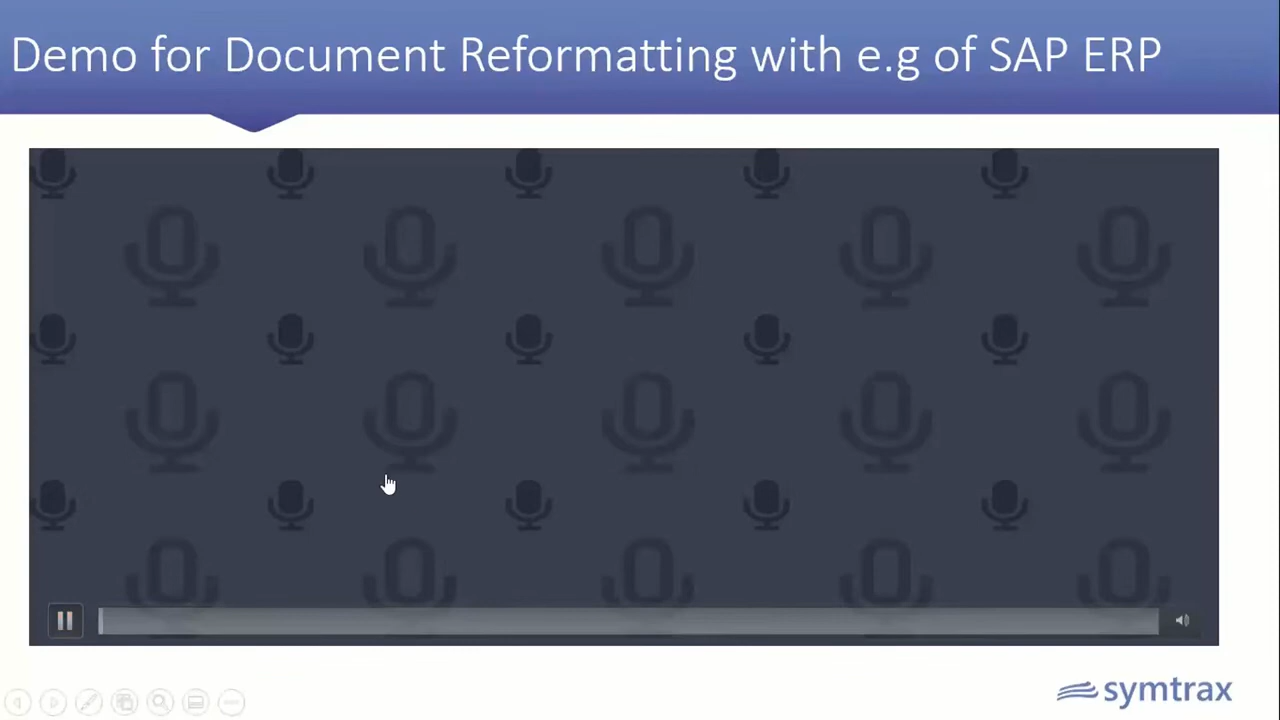 Demo for Document Reformatting with e.g of SAP ERP
symtrax